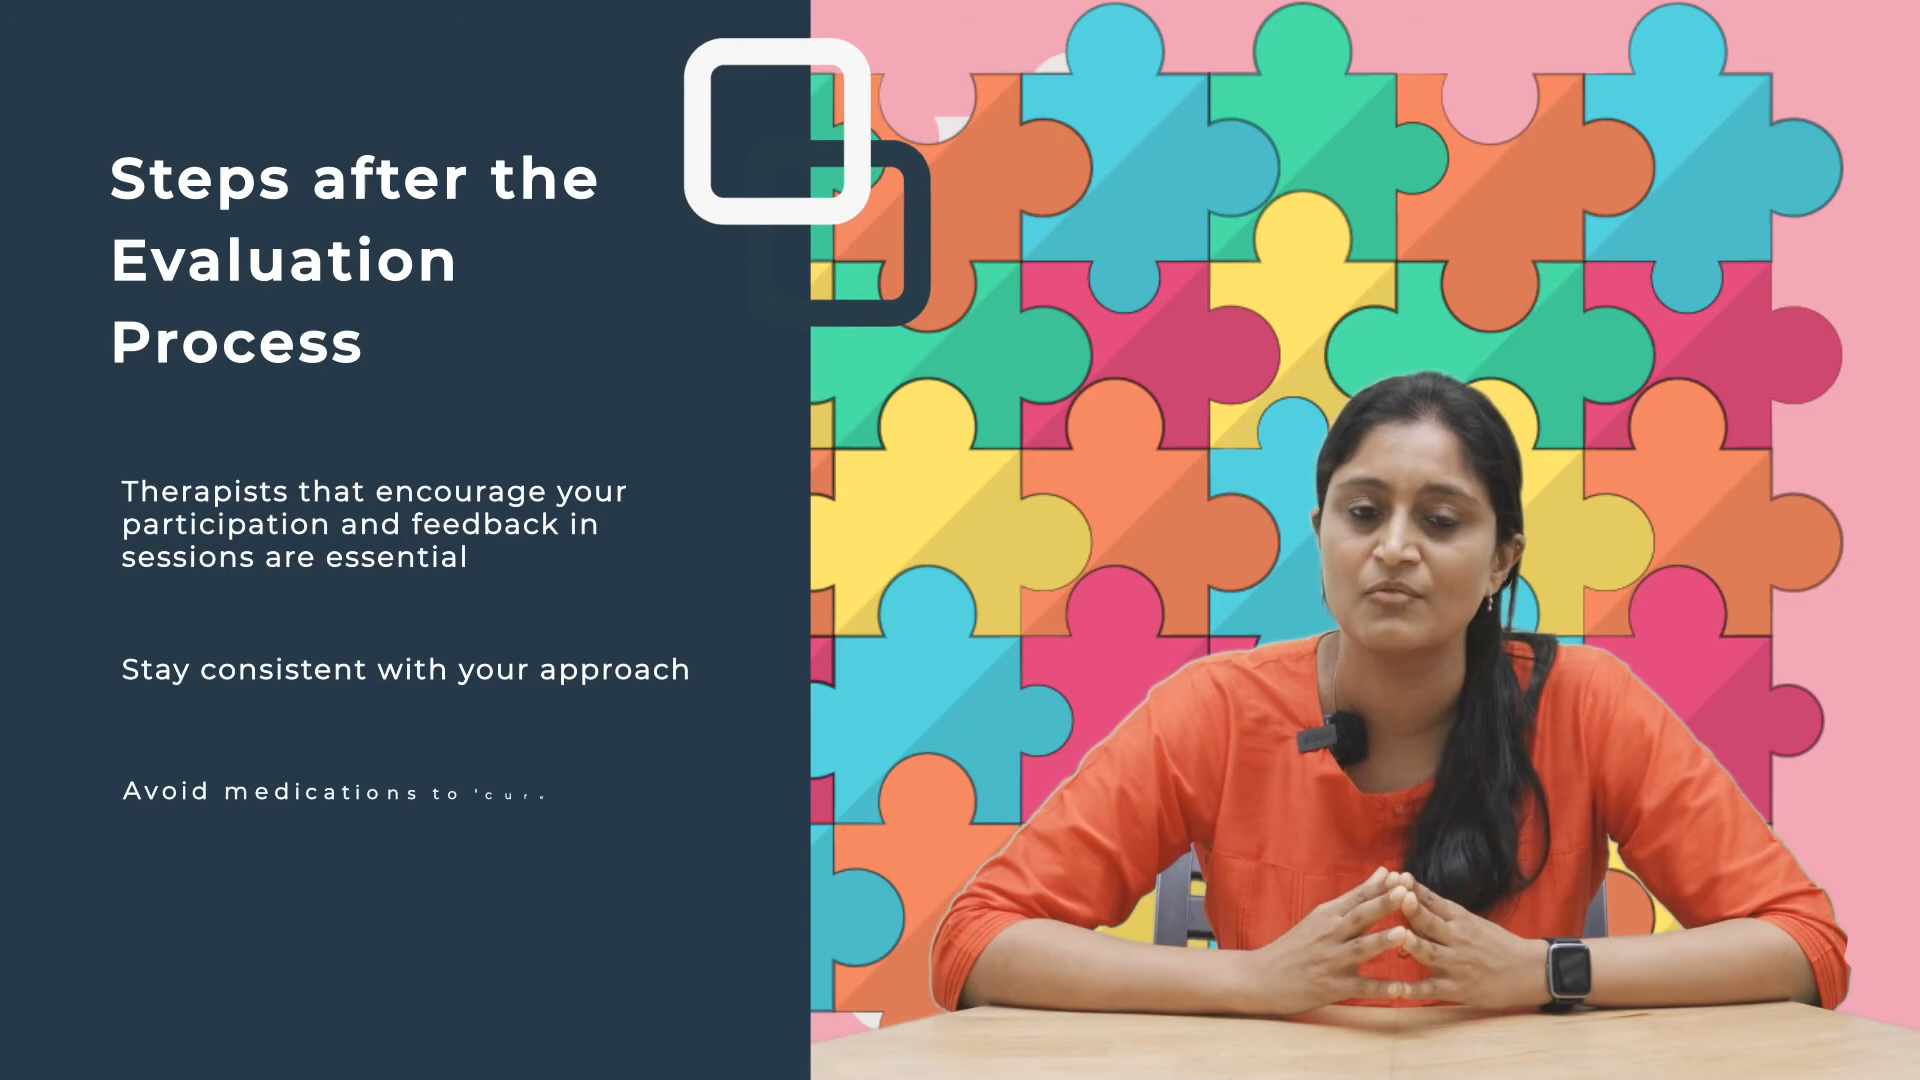 Steps after the
Evaluation
Process
Therapists that encourage your
participation and feedback in
sessions are essential
Stay consistent with your approach
Avoid medications to 'cur